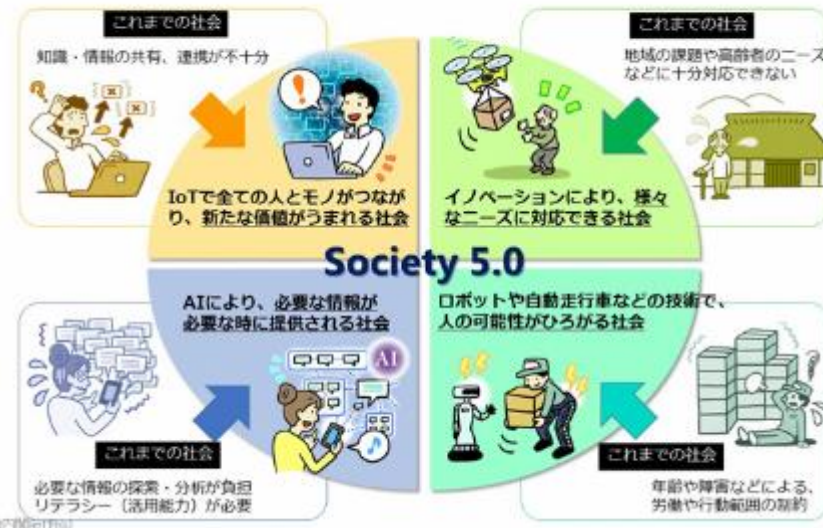 これまでの社会
知識・情報の共有、連携が不十分
IoTで全ての人とモノがつなが
り、新たな価値がうまれる社会
これまでの社会
地域の課題や高齢者のニーズ
などに十分対応できない
イノベーションにより、様々
なニーズに対応できる社会
Society 5.0
AIにより、必要な情報が
必要な時に提供される社会
AI
これまでの社会
必要な情報の探索・分析が負担
リテラシー（活用能力）が必要
ロボットや自動走行車などの技術で、
人の可能性がひろがる社会
これまでの社会
年齢や障害などによる、
労働や行動範囲の制約